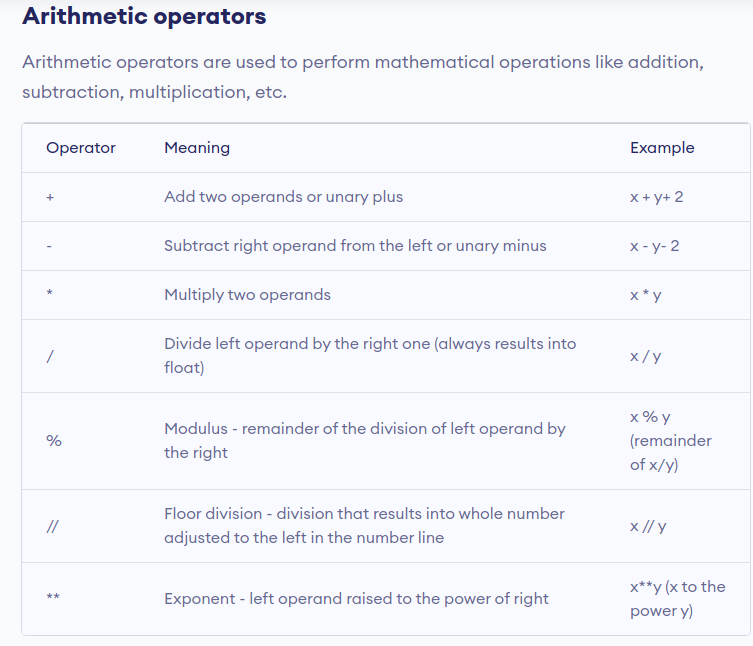 Arithmetic operators
Arithmetic operators are used to perform mathematical operations like addition,
subtraction, multiplication, etc.
Operator Meaning Example
+ Add two operands or unary plus x + y+ 2
- Subtract right operand from the left or unary minus x - y- 2
* Multiply two operands x * y
/ Divide left operand by the right one (always results into
float) x / y
% Modulus - remainder of the division of left operand by
the right x % y
(remainder
of x/y)
// Floor division - division that results into whole number
adjusted to the left in the number line x // y
** Exponent - left operand raised to the power of right x**y (x to the
power y)